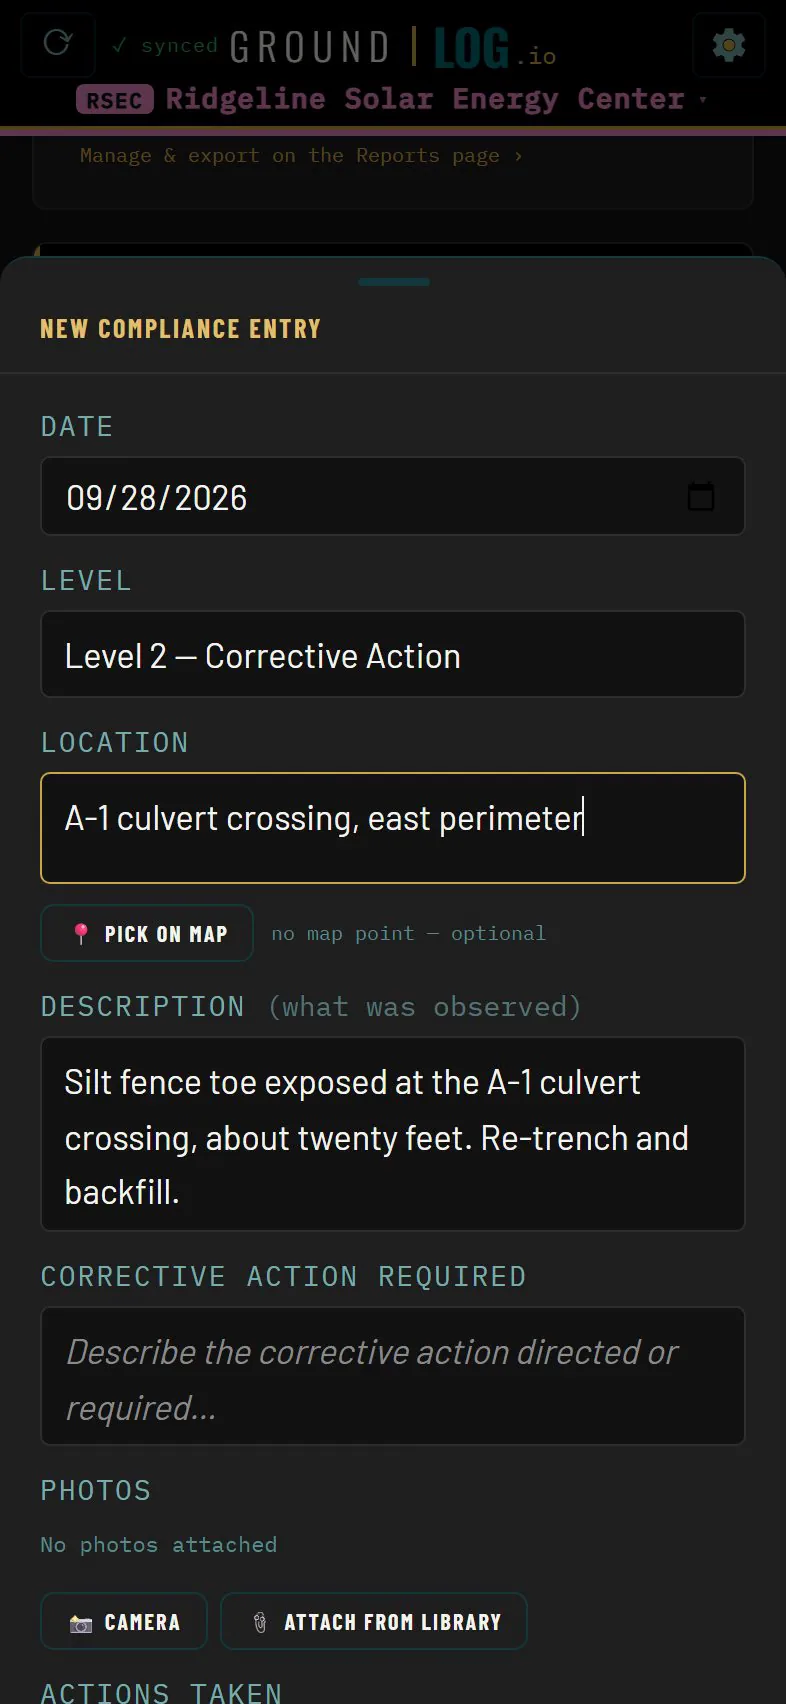 ✓ synced GROUND | LOG.io
RSEC Ridgeline Solar Energy Center ▾
Manage & export on the Reports page ›
NEW COMPLIANCE ENTRY
DATE
09/28/2026
LEVEL
Level 2 — Corrective Action
LOCATION
A-1 culvert crossing, east perimeter
PICK ON MAP no map point — optional
DESCRIPTION (what was observed)
Silt fence toe exposed at the A-1 culvert
crossing, about twenty feet. Re-trench and
backfill.
CORRECTIVE ACTION REQUIRED
Describe the corrective action directed or
required...
PHOTOS
No photos attached
CAMERA ATTACH FROM LIBRARY
ACTIONS TAKEN